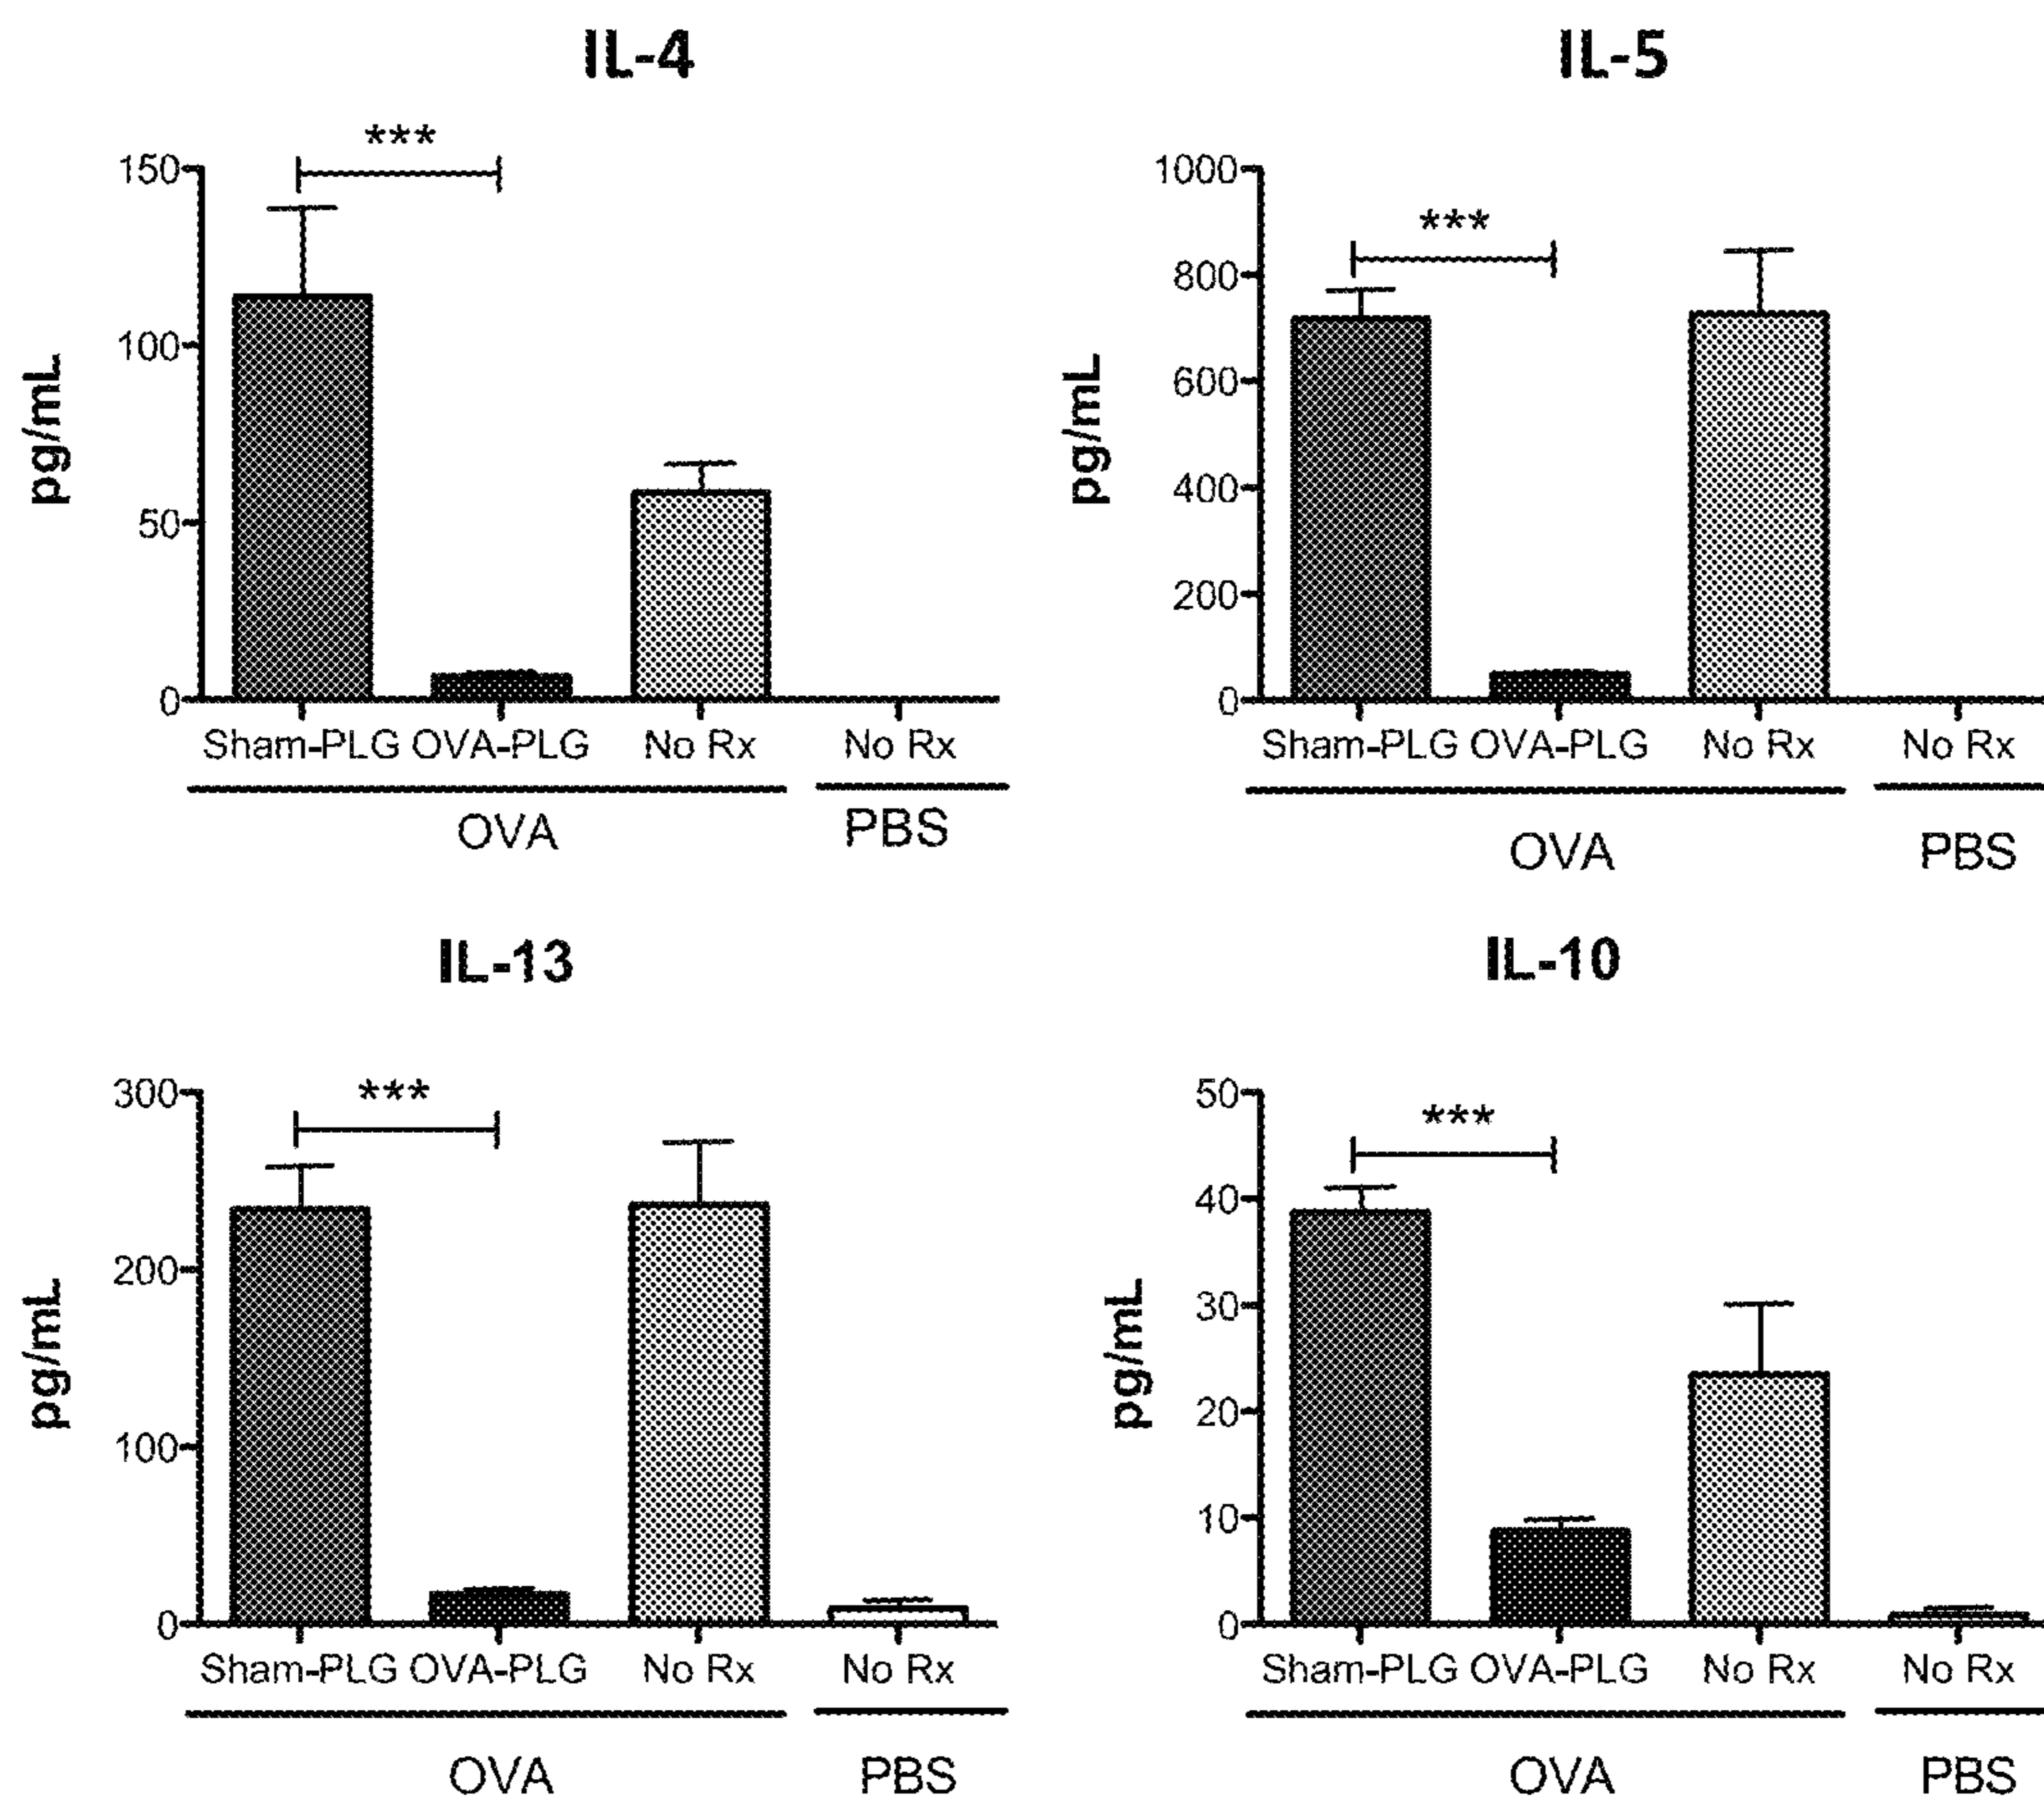 IL-4
***
pg/mL
150
100
50
0
Sham-PLG OVA-PLG No Rx No Rx
OVA PBS
IL-5
***
pg/mL
1000
800
600
400
200
0
Sham-PLG OVA-PLG No Rx No Rx
OVA PBS
IL-13
***
pg/mL
300
200
100
0
Sham-PLG OVA-PLG No Rx No Rx
OVA PBS
IL-10
***
pg/mL
50
40
30
20
10
0
Sham-PLG OVA-PLG No Rx No Rx
OVA PBS